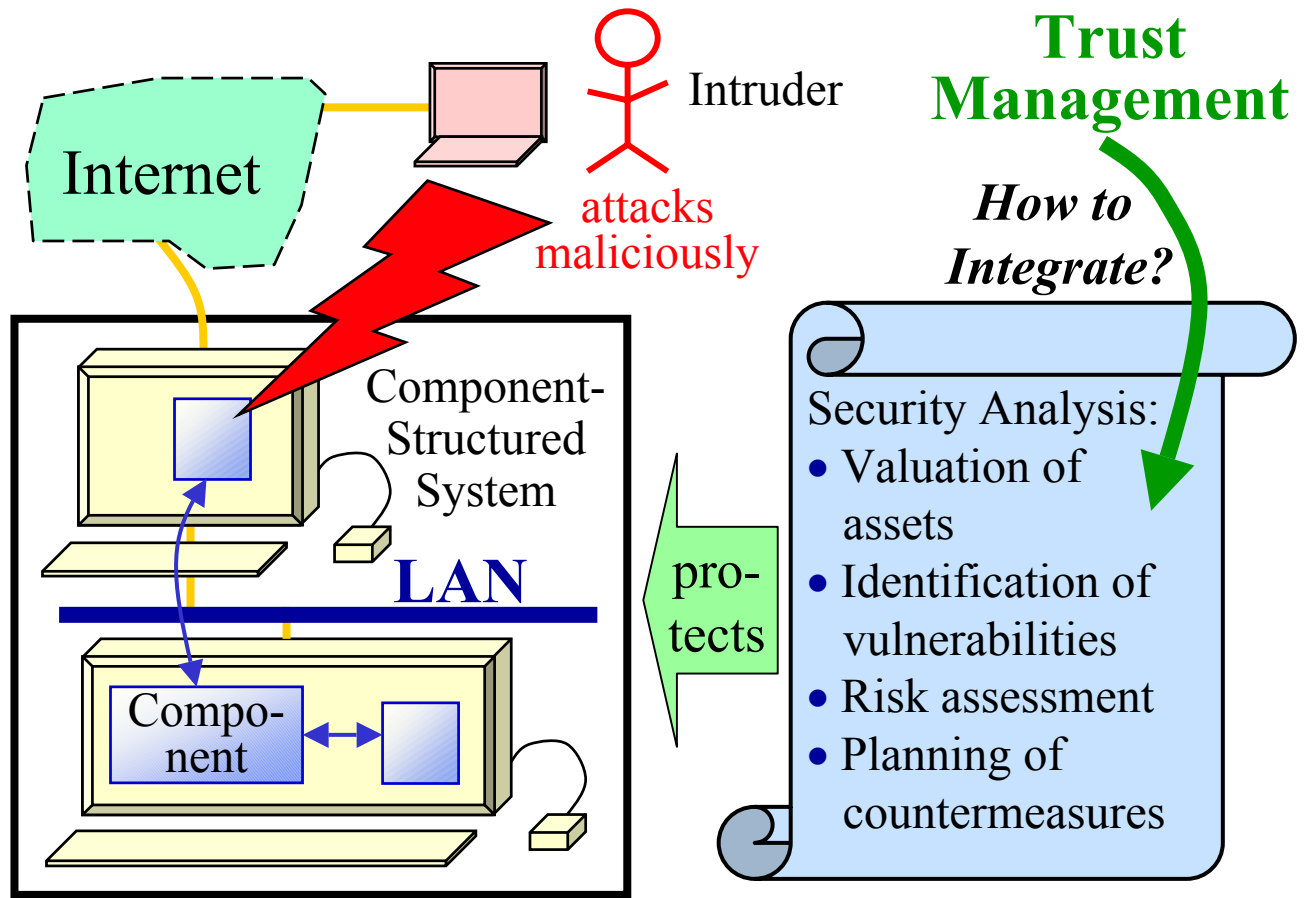 Internet
Intruder
attacks
maliciously
Trust
Management
How to
Integrate?
Component-
Structured
System
LAN
Compo-
nent
pro-
tects
Security Analysis:
• Valuation of
assets
• Identification of
vulnerabilities
• Risk assessment
• Planning of
countermeasures